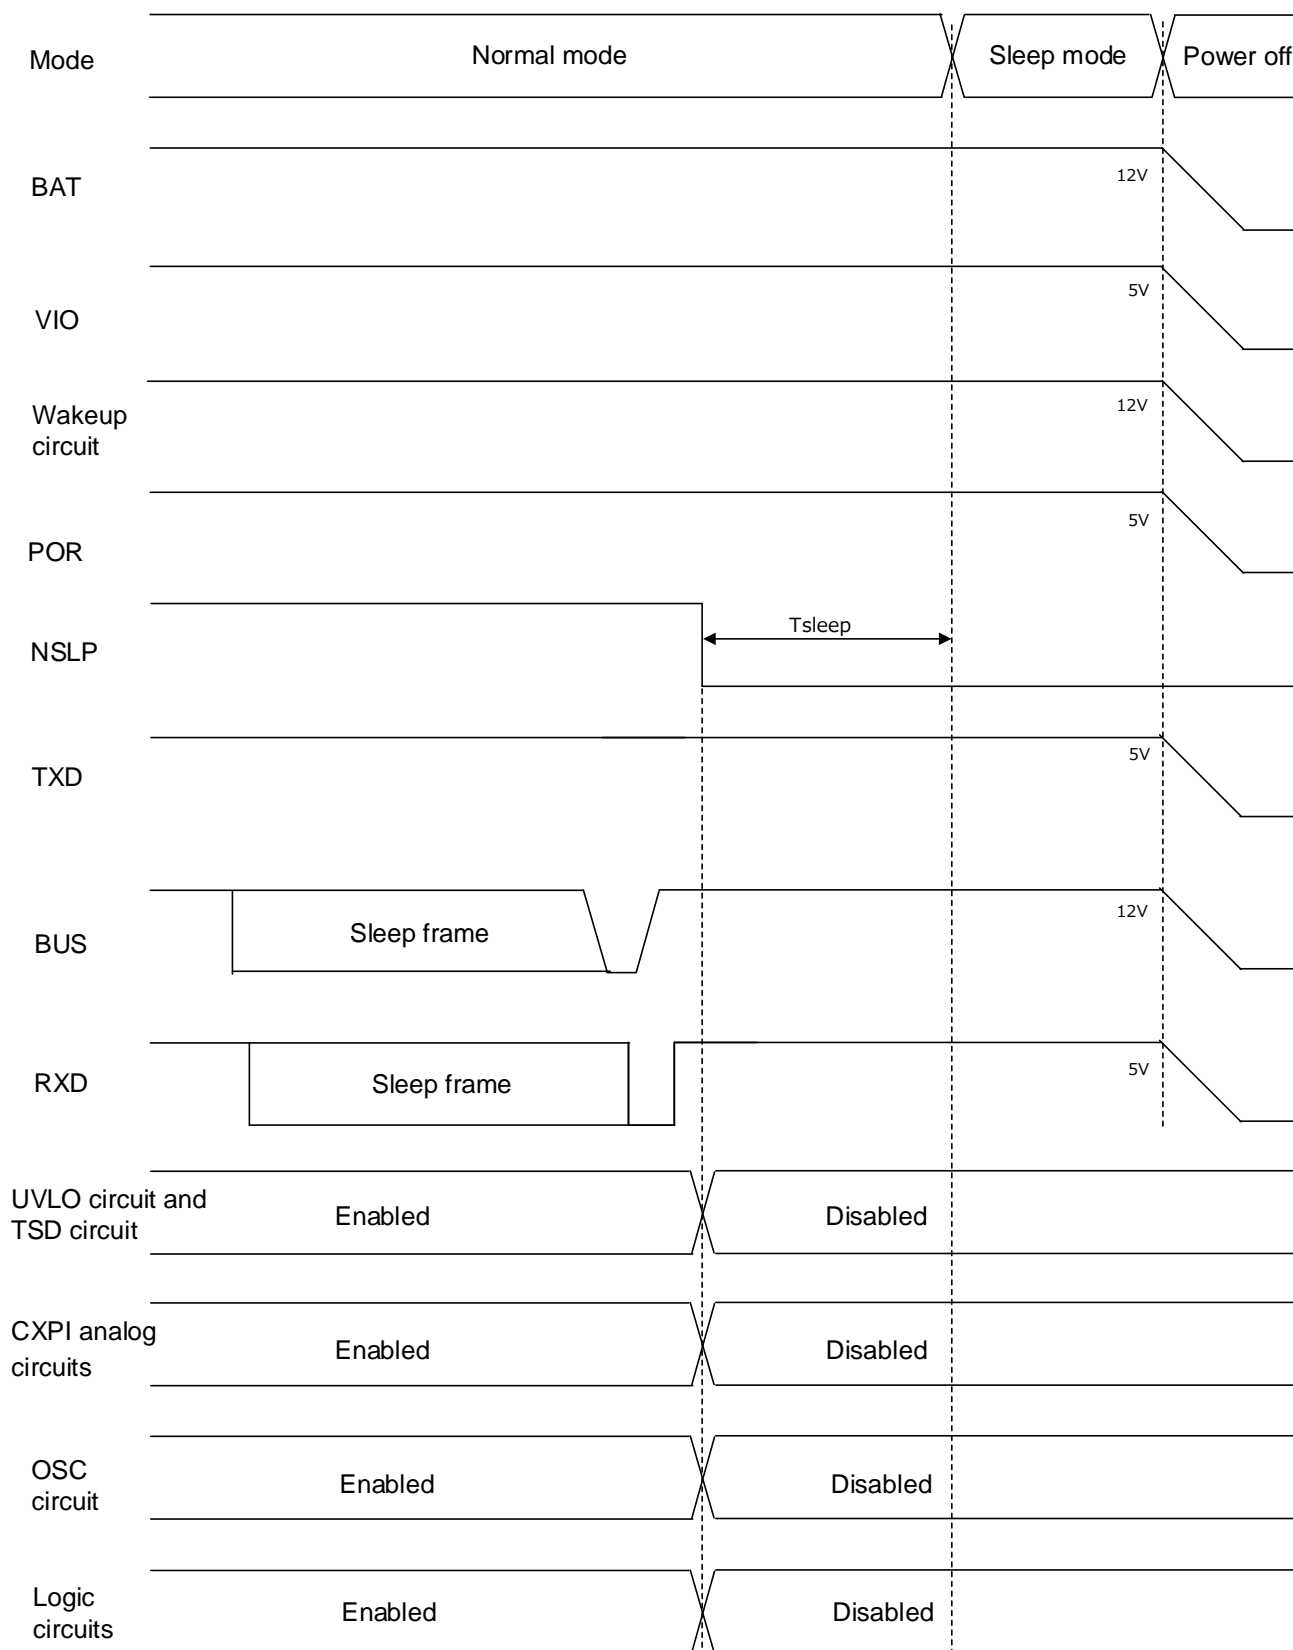 Mode
Normal mode
Sleep mode
Power off
BAT
12V
VIO
5V
Wakeup
circuit
12V
POR
5V
NSLP
Tsleep
TXD
5V
BUS
Sleep frame
12V
RXD
Sleep frame
5V
UVLO circuit and
TSD circuit
Enabled
Disabled
CXPI analog
circuits
Enabled
Disabled
OSC
circuit
Enabled
Disabled
Logic
circuits
Enabled
Disabled